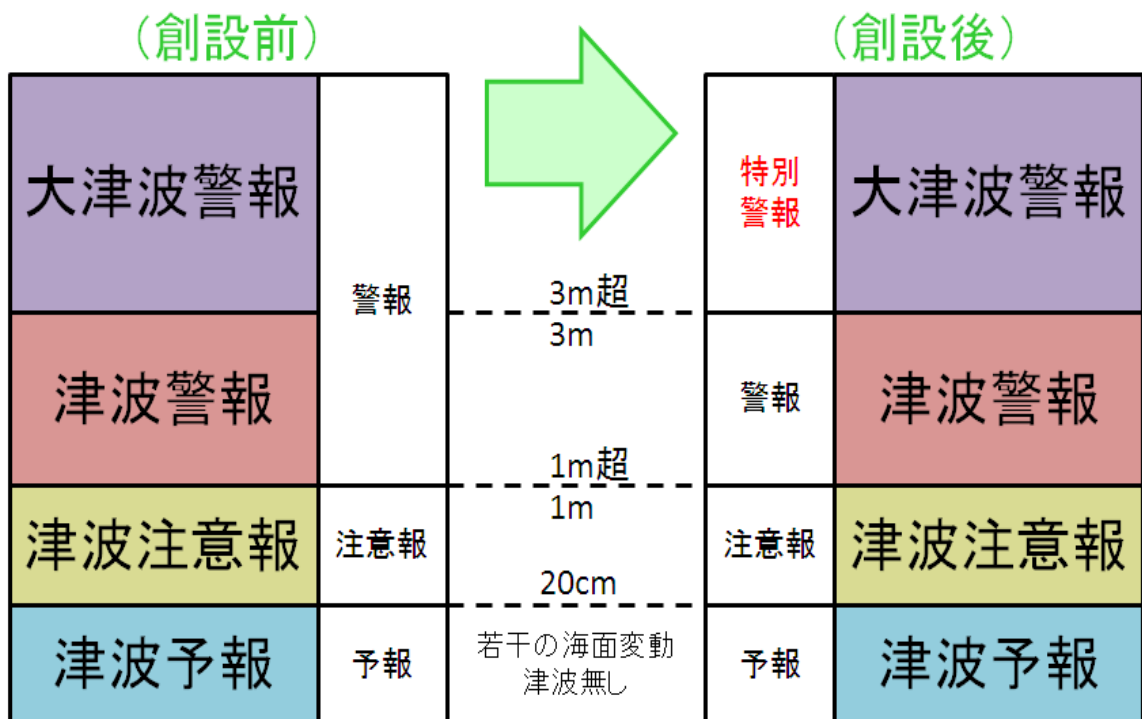 （創設前）
（創設後）
大津波警報
津波警報
津波注意報
津波予報
警報
注意報
予報
3m超
3m
1m超
1m
20cm
若干の海面変動
津波無し
特別
警報
警報
注意報
予報
大津波警報
津波警報
津波注意報
津波予報